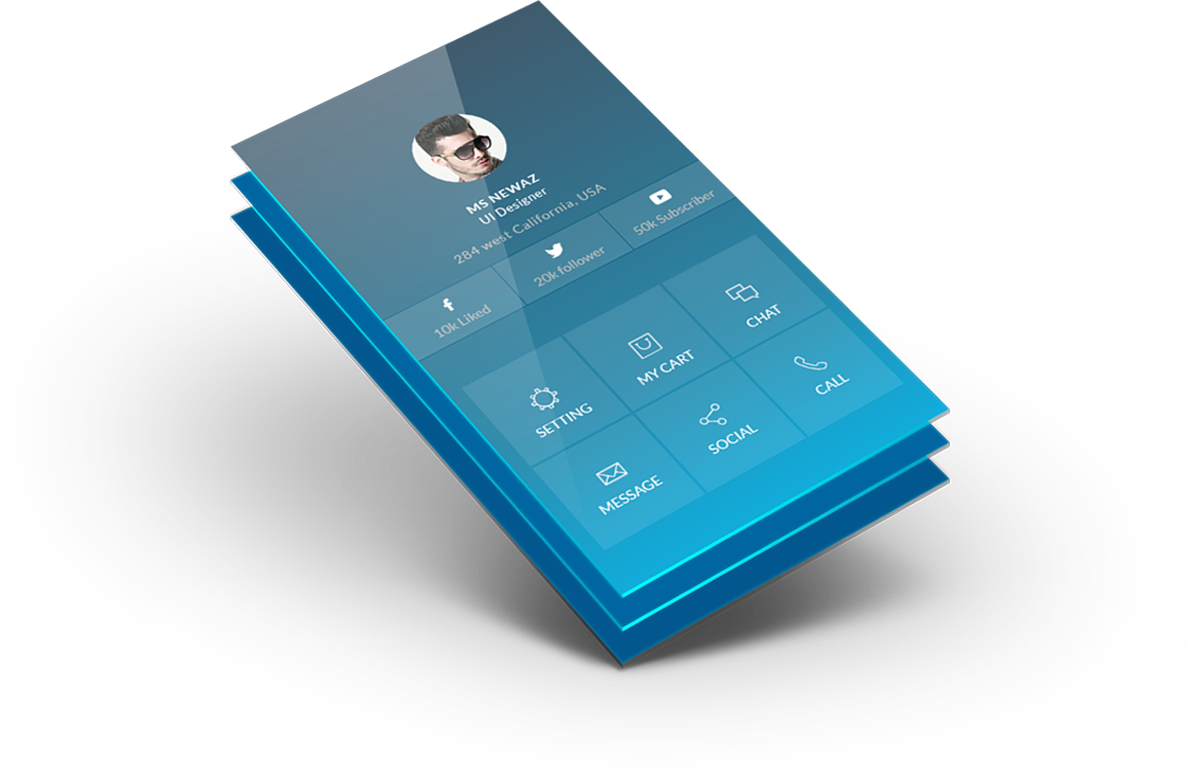 MS NEWAZ
UI Designer
284 west California, USA
10k Liked
20k follower
50k Subscriber
SETTING
MY CART
CHAT
MESSAGE
SOCIAL
CALL